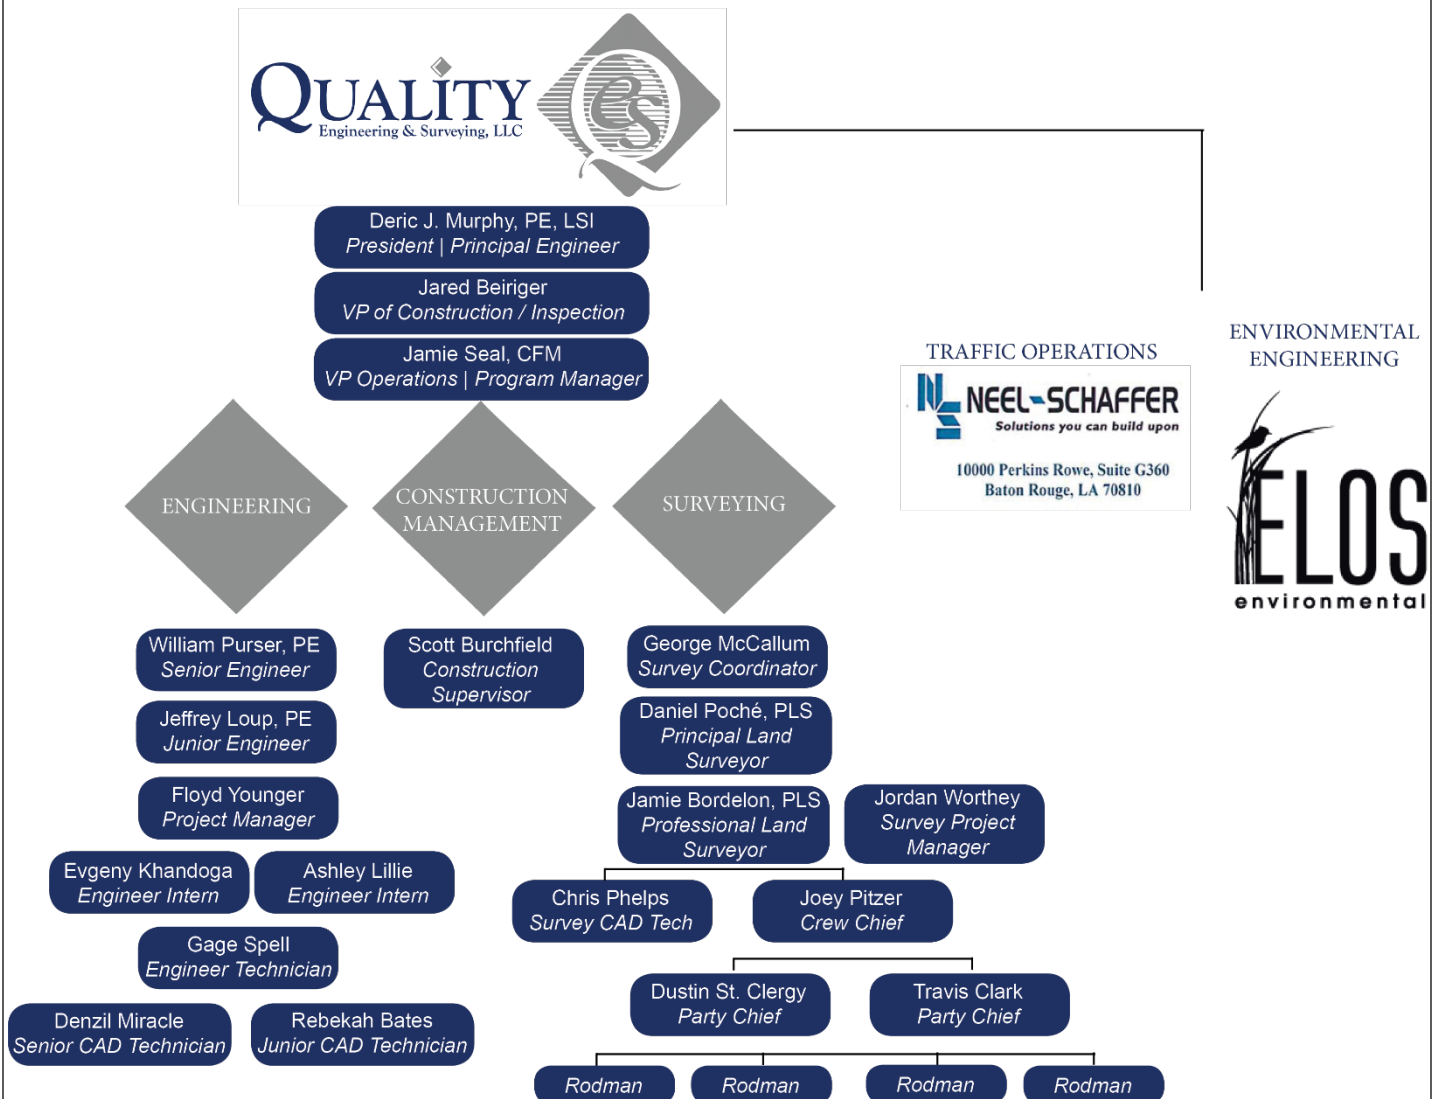 QUALITY
Engineering & Surveying, LLC
Qes
Deric J. Murphy, PE, LSI
President | Principal Engineer
Jared Beiriger
VP of Construction / Inspection
Jamie Seal, CFM
VP Operations | Program Manager
TRAFFIC OPERATIONS
NEEL-SCHAFFER
Solutions you can build upon
10000 Perkins Rowe, Suite G360
Baton Rouge, LA 70810
ENVIRONMENTAL
ENGINEERING
ELOS
environmental
ENGINEERING
CONSTRUCTION
MANAGEMENT
SURVEYING
William Purser, PE
Senior Engineer
Jeffrey Loup, PE
Junior Engineer
Floyd Younger
Project Manager
Evgeny Khandoga
Engineer Intern
Ashley Lillie
Engineer Intern
Gage Spell
Engineer Technician
Denzil Miracle
Senior CAD Technician
Rebekah Bates
Junior CAD Technician
Scott Burchfield
Construction
Supervisor
George McCallum
Survey Coordinator
Daniel Poché, PLS
Principal Land
Surveyor
Jamie Bordelon, PLS
Professional Land
Surveyor
Jordan Worthey
Survey Project
Manager
Chris Phelps
Survey CAD Tech
Joey Pitzer
Crew Chief
Dustin St. Clergy
Party Chief
Travis Clark
Party Chief
Rodman
Rodman
Rodman
Rodman